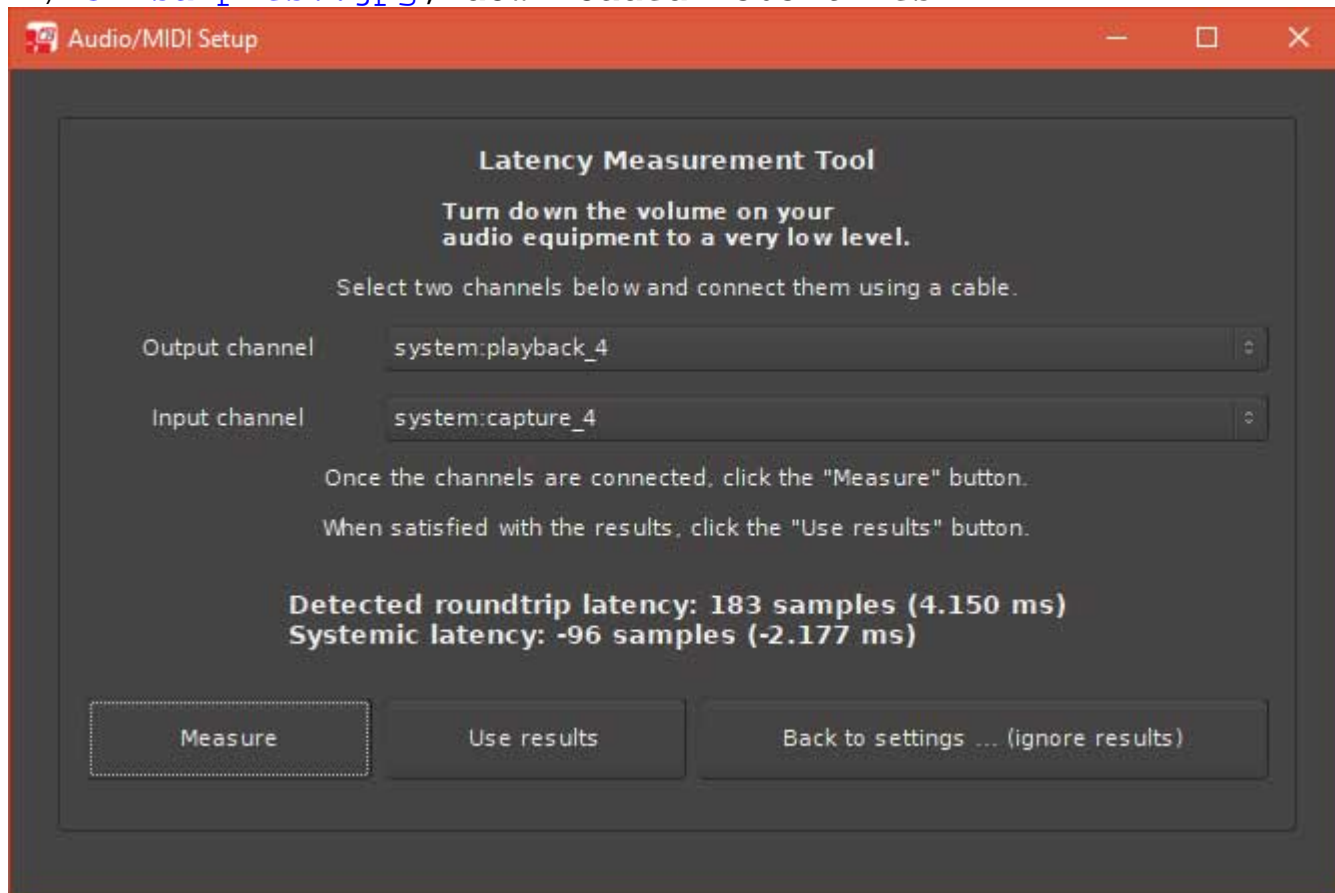 Audio/MIDI Setup
Latency Measurement Tool
Turn down the volume on your
audio equipment to a very low level.
Select two channels below and connect them using a cable.
Output channel system:playback_4
Input channel system:capture_4
Once the channels are connected, click the "Measure" button.
When satisfied with the results, click the "Use results" button.
Detected roundtrip latency: 183 samples (4.150 ms)
Systemic latency: -96 samples (-2.177 ms)
Measure Use results Back to settings ... (ignore results)